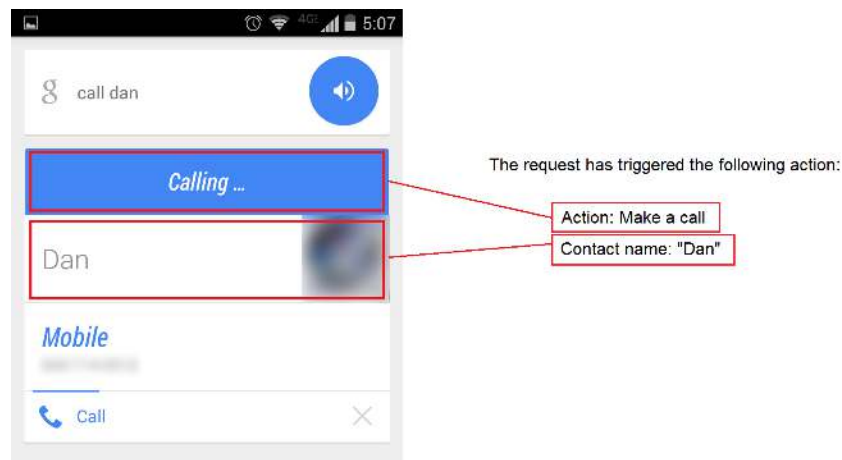 4GE 5:07
g call dan
Calling ...
Dan
Mobile
Call
The request has triggered the following action:
Action: Make a call
Contact name: "Dan"